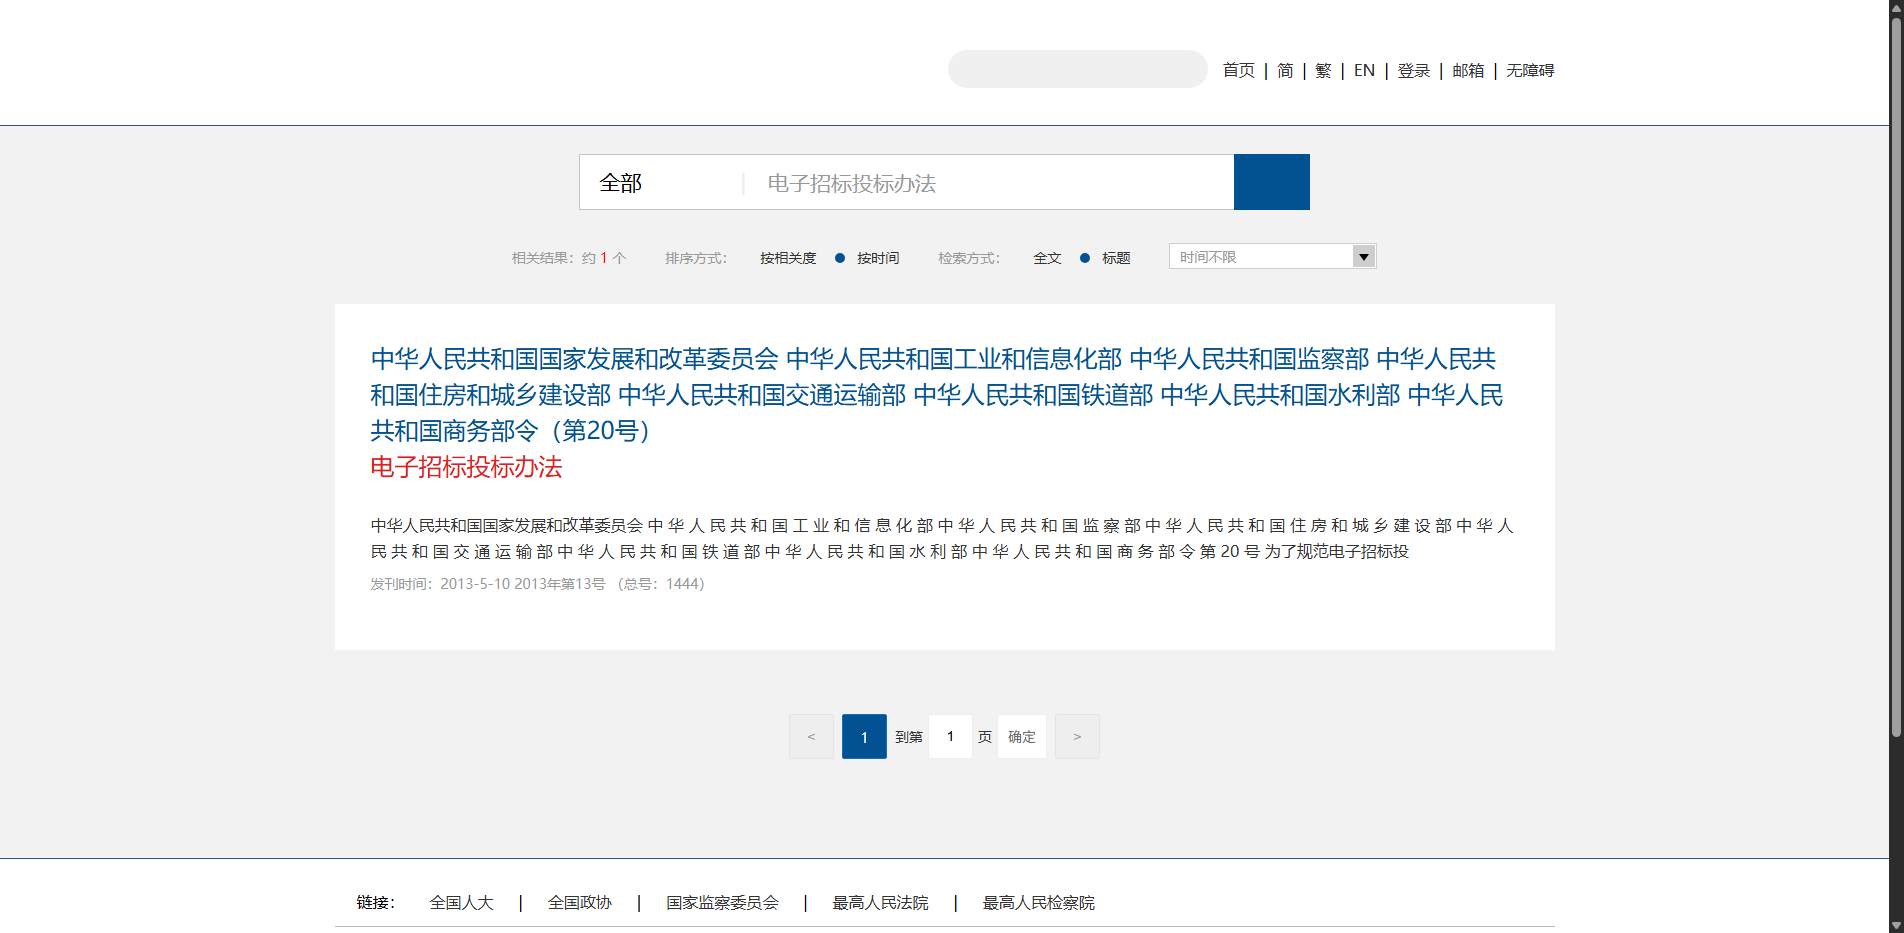 首页 | 简 | 繁 | EN | 登录 | 邮箱 | 无障碍
全部 | 电子招标投标办法
相关结果：约 1 个 排序方式： 按相关度 按时间 检索方式： 全文 标题 时间不限
中华人民共和国国家发展和改革委员会 中华人民共和国工业和信息化部 中华人民共和国监察部 中华人民共
和国住房和城乡建设部 中华人民共和国交通运输部 中华人民共和国铁道部 中华人民共和国水利部 中华人民
共和国商务部令（第20号）
电子招标投标办法
中华人民共和国国家发展和改革委员会 中 华 人 民 共 和 国 工 业 和 信 息 化 部 中 华 人 民 共 和 国 监 察 部 中 华 人 民 共 和 国 住 房 和 城 乡 建 设 部 中 华 人
民 共 和 国 交 通 运 输 部 中 华 人 民 共 和 国 铁 道 部 中 华 人 民 共 和 国 水 利 部 中 华 人 民 共 和 国 商 务 部 令 第 20 号 为了规范电子招标投
发刊时间：2013-5-10 2013年第13号 （总号：1444）
< 1 到第 1 页 确定 >
链接： 全国人大 | 全国政协 | 国家监察委员会 | 最高人民法院 | 最高人民检察院